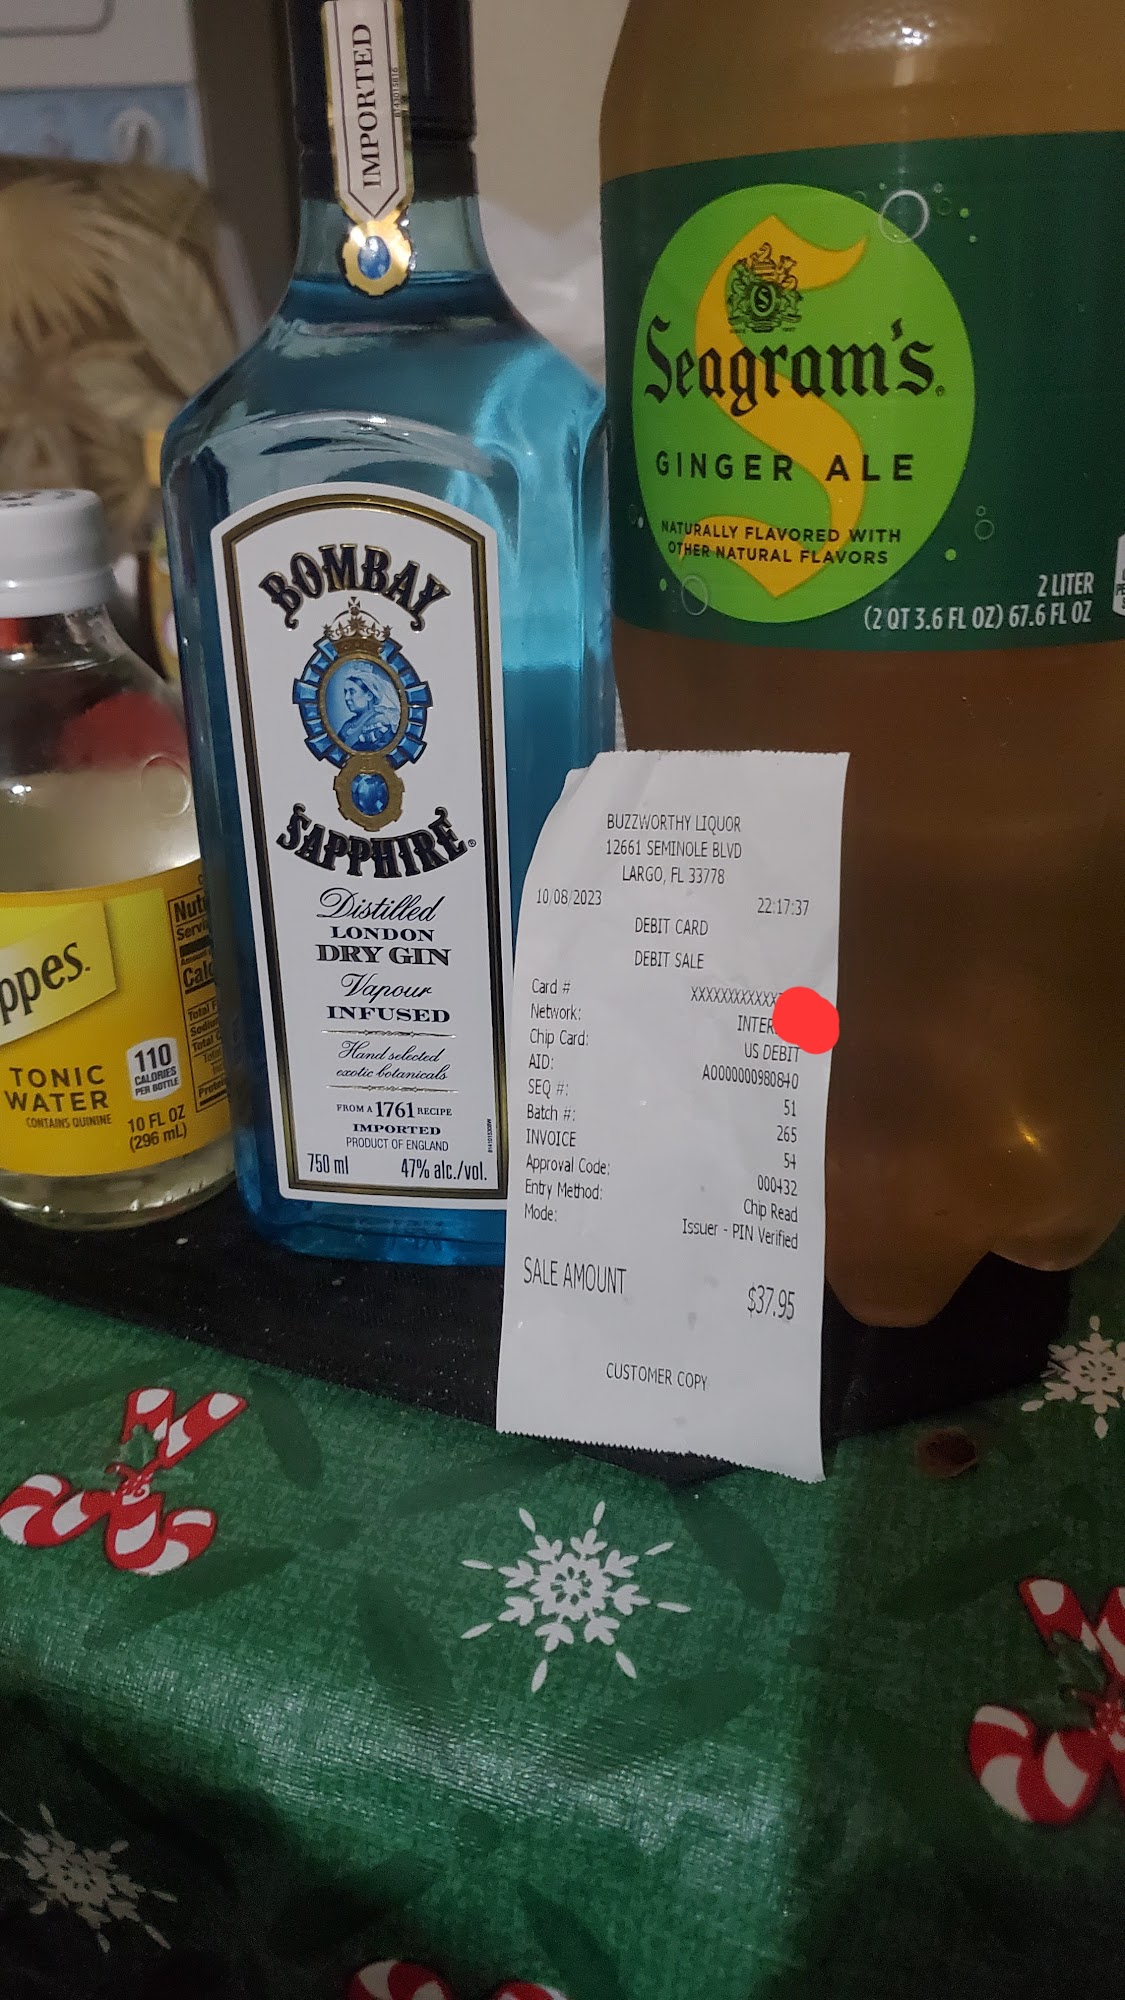 IMPORTED
BOMBAY
SAPPHIRE®
Distilled
LONDON
DRY GIN
Vapour
INFUSED
Hand selected
exotic botanicals
FROM A 1761 RECIPE
IMPORTED
PRODUCT OF ENGLAND
750 ml 47% alc./vol.
Seagram's®
GINGER ALE
NATURALLY FLAVORED WITH
OTHER NATURAL FLAVORS
2 LITER
(2 QT 3.6 FL OZ) 67.6 FL OZ
ppes.
TONIC
WATER
CONTAINS QUININE
110
CALORIES
PER BOTTLE
10 FL OZ
(296 mL)
BUZZWORTHY LIQUOR
12661 SEMINOLE BLVD
LARGO, FL 33778
10/08/2023 22:17:37
DEBIT CARD
DEBIT SALE
Card # XXXXXXXXXXXX
Network: INTER
Chip Card: US DEBIT
AID: A0000000980840
SEQ #: 51
Batch #: 265
INVOICE 54
Approval Code: 000432
Entry Method: Chip Read
Mode: Issuer - PIN Verified
SALE AMOUNT $37.95
CUSTOMER COPY